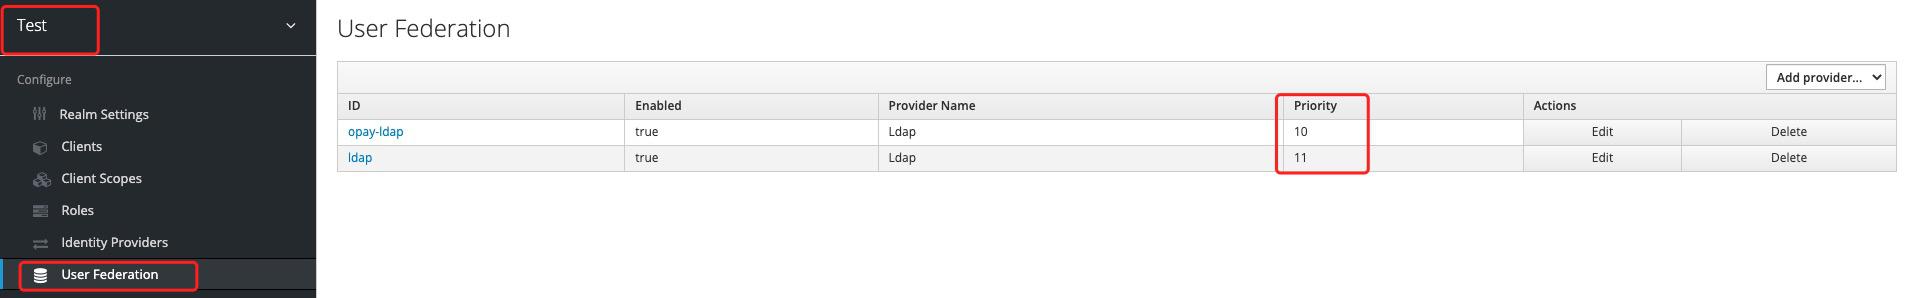 Test
Configure
Realm Settings
Clients
Client Scopes
Roles
Identity Providers
User Federation
User Federation
Add provider...
ID Enabled Provider Name Priority Actions
opay-ldap true Ldap 10 Edit Delete
ldap true Ldap 11 Edit Delete